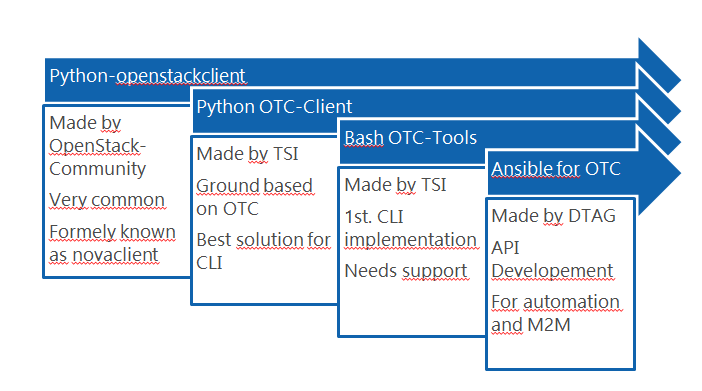 Python-openstackclient
Made by
OpenStack-
Community
Very common
Formely known
as novaclient
Python OTC-Client
Made by TSI
Ground based
on OTC
Best solution for
CLI
Bash OTC-Tools
Made by TSI
1st. CLI
implementation
Needs support
Ansible for OTC
Made by DTAG
API
Developement
For automation
and M2M